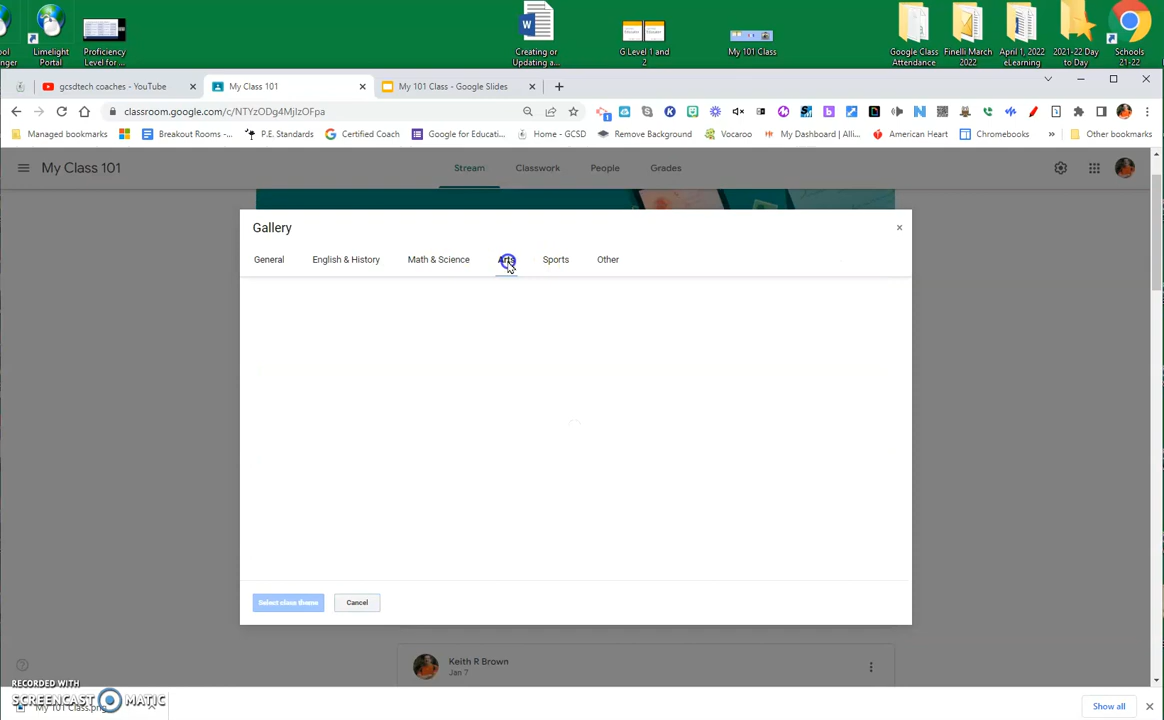 Limelight
Portal
Proficiency
Level for ...
Creating or
Updating a...
G Level 1 and
2
My 101 Class
Google Class
Attendance
Finelli March
2022
April 1, 2022
eLearning
2021-22 Day
to Day
Schools
21-22
gcsdtech coaches - YouTube
My Class 101
My 101 Class - Google Slides
classroom.google.com/c/NTYzODg4MjIzOFpa
Managed bookmarks
Breakout Rooms -...
P.E. Standards
Certified Coach
Google for Educati...
Home - GCSD
Remove Background
Vocaroo
My Dashboard | Alli...
American Heart
Chromebooks
»
Other bookmarks
My Class 101
Stream
Classwork
People
Grades
Gallery
General
English & History
Math & Science
Arts
Sports
Other
Select class theme
Cancel
Keith R Brown
Jan 7
RECORDED WITH
SCREENCAST MATIC
My 101 Class.png
Show all